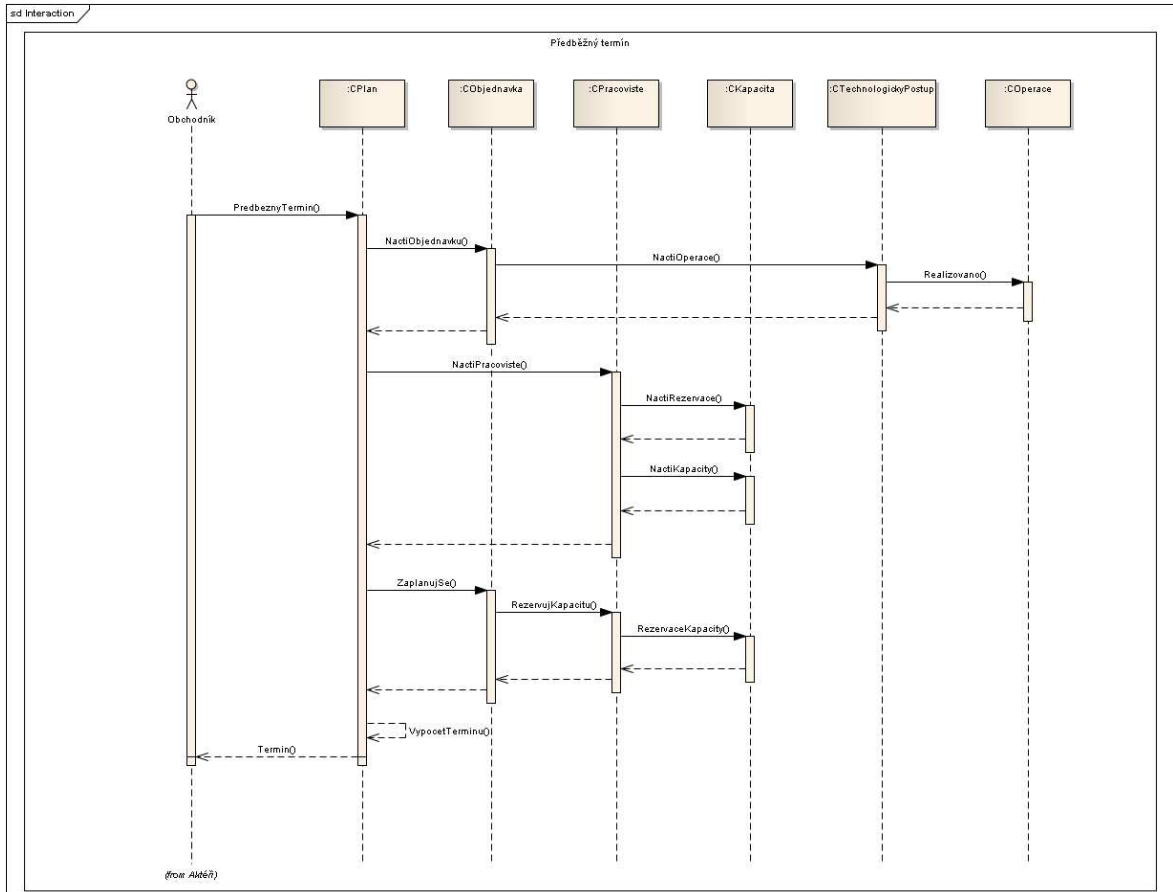 sd Interaction
Předběžný termín
Obchodník
:CPlan
:CObjednavka
:CPracoviste
:CKapacita
:CTechnologickyPostup
:COperace
PredbeznyTermin()
NactiObjednavku()
NactiOperace()
Realizovano()
NactiPracoviste()
NactiRezervace()
NactiKapacity()
ZaplanujSe()
RezervujKapacitu()
RezervaceKapacity()
VypocetTerminu()
Termin()
(from Aktéři)